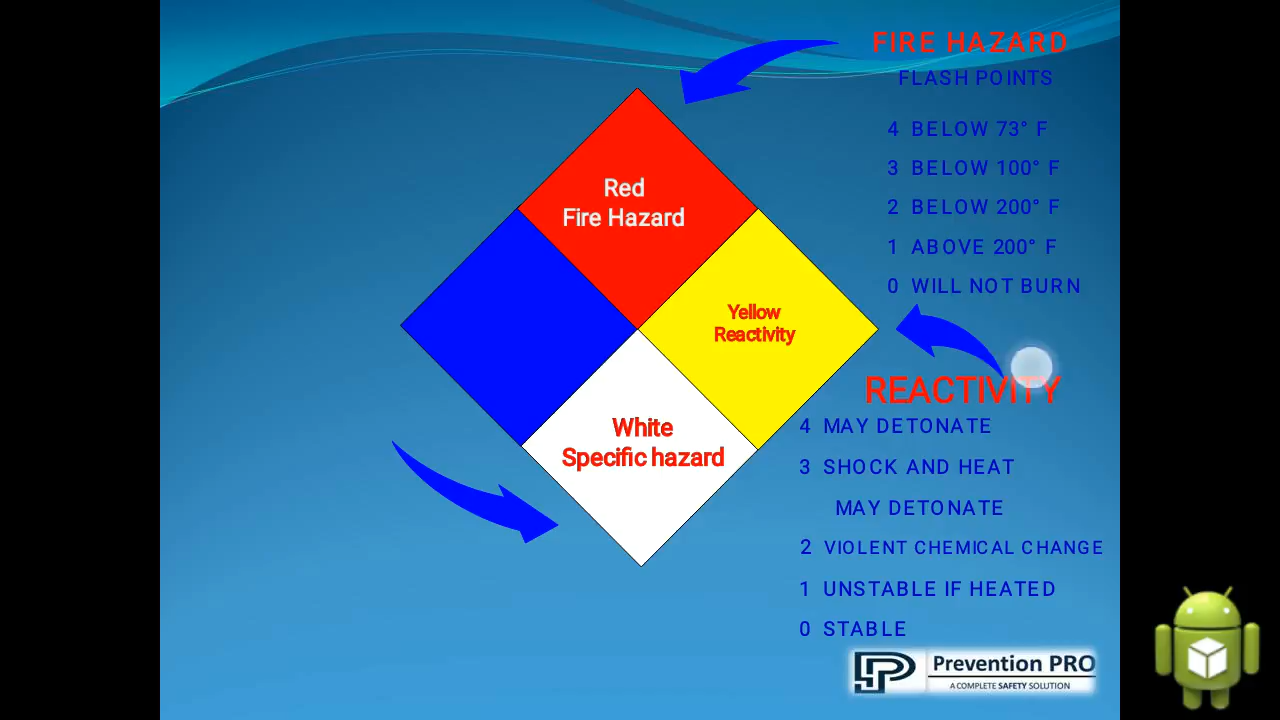 FIRE HAZARD
FLASH POINTS
4 BELOW 73° F
3 BELOW 100° F
2 BELOW 200° F
1 ABOVE 200° F
0 WILL NOT BURN
Red
Fire Hazard
Yellow
Reactivity
White
Specific hazard
REACTIVITY
4 MAY DETONATE
3 SHOCK AND HEAT
MAY DETONATE
2 VIOLENT CHEMICAL CHANGE
1 UNSTABLE IF HEATED
0 STABLE
Prevention PRO
A COMPLETE SAFETY SOLUTION